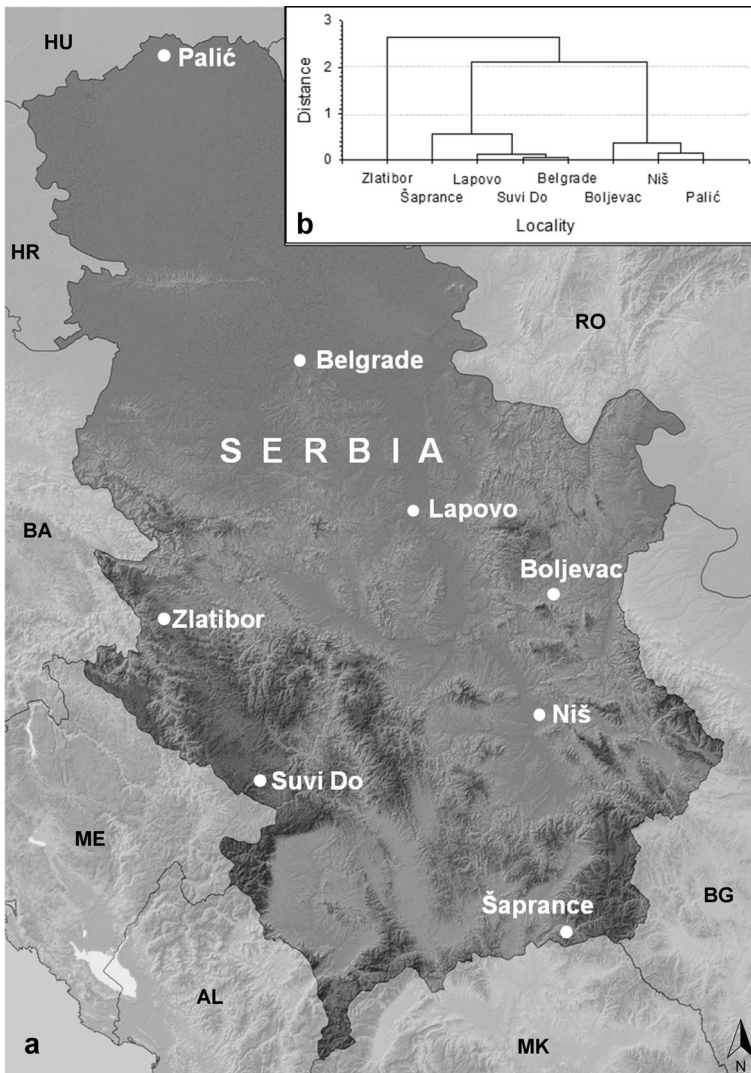 HU
Palić
HR
Belgrade
RO
SERBIA
Lapovo
BA
Boljevac
Zlatibor
Niš
Suvi Do
ME
Šaprance
BG
AL
MK
a
N
3
2
1
0
Distance
Zlatibor
Lapovo
Belgrade
Niš
Šaprance
Suvi Do
Boljevac
Palić
Locality
b